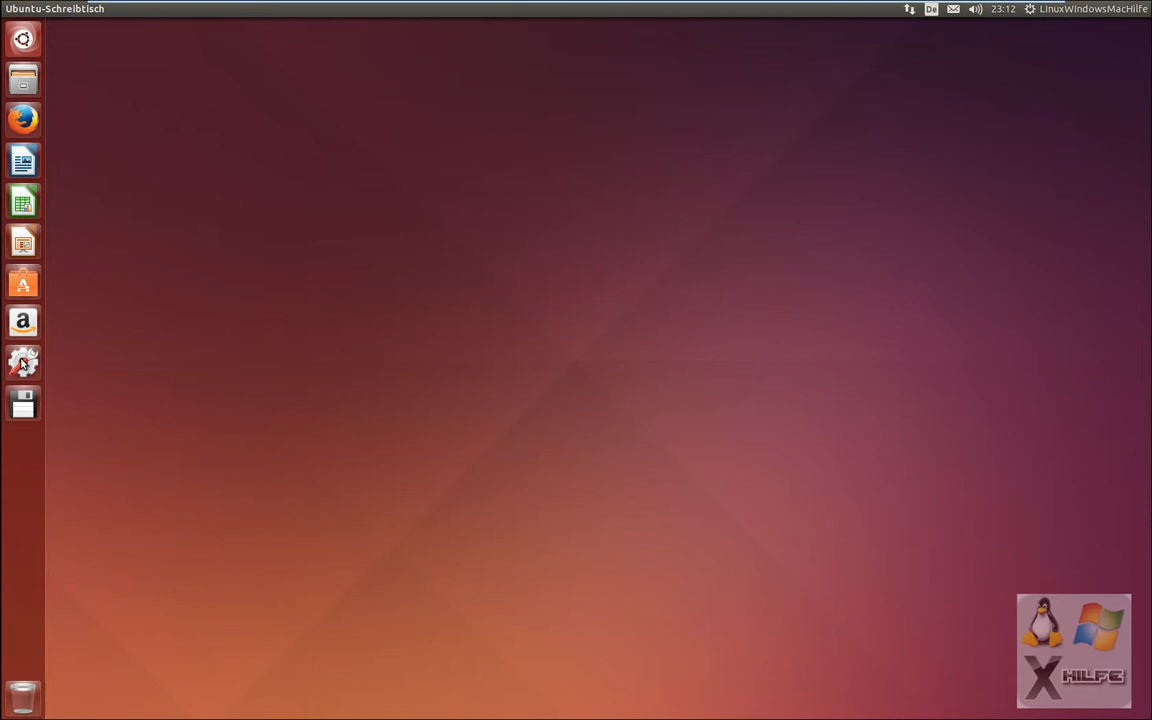 Ubuntu-Schreibtisch
De
23:12
LInuxWIndowsMacHilfe
a
X HILFE